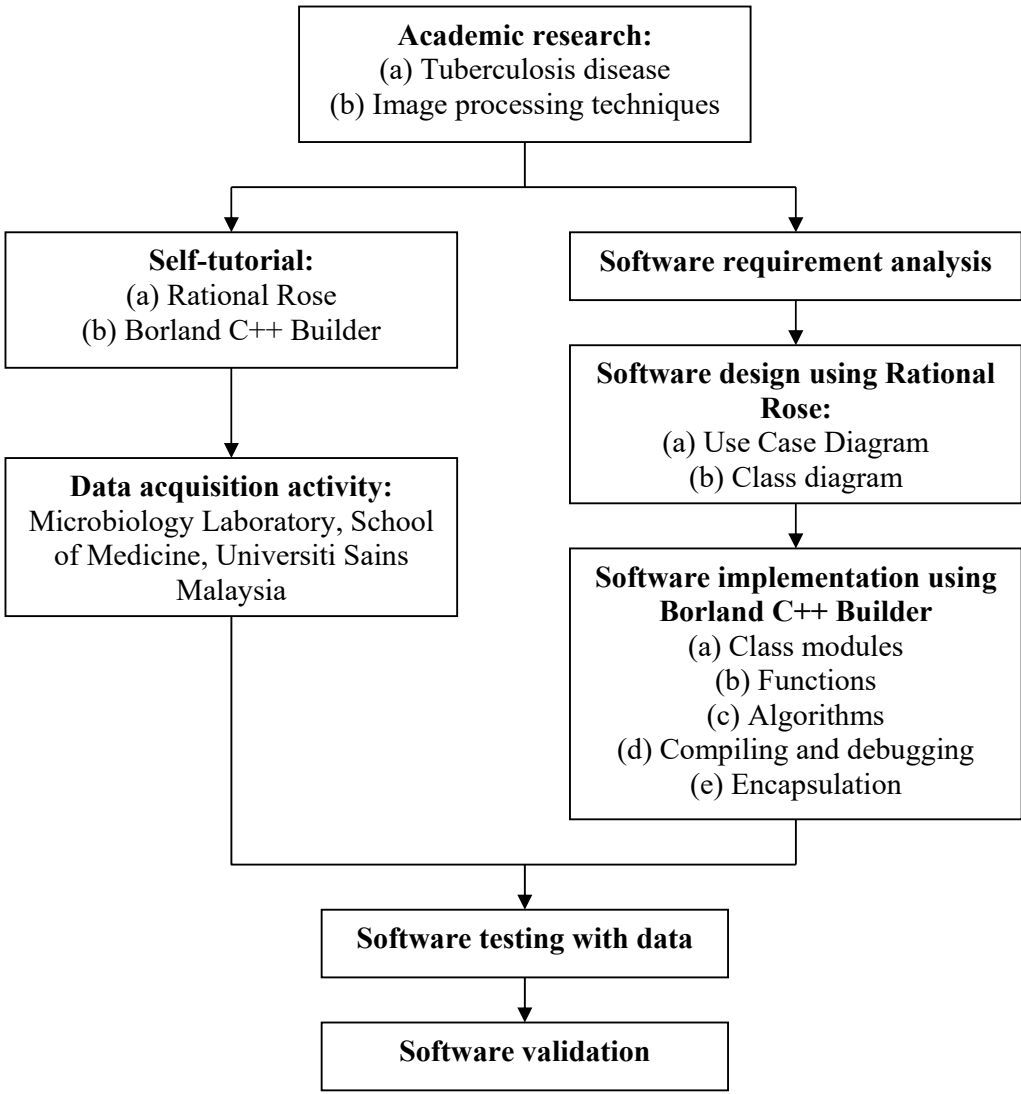 Academic research:
(a) Tuberculosis disease
(b) Image processing techniques
Self-tutorial:
(a) Rational Rose
(b) Borland C++ Builder
Data acquisition activity:
Microbiology Laboratory, School
of Medicine, Universiti Sains
Malaysia
Software requirement analysis
Software design using Rational
Rose:
(a) Use Case Diagram
(b) Class diagram
Software implementation using
Borland C++ Builder
(a) Class modules
(b) Functions
(c) Algorithms
(d) Compiling and debugging
(e) Encapsulation
Software testing with data
Software validation